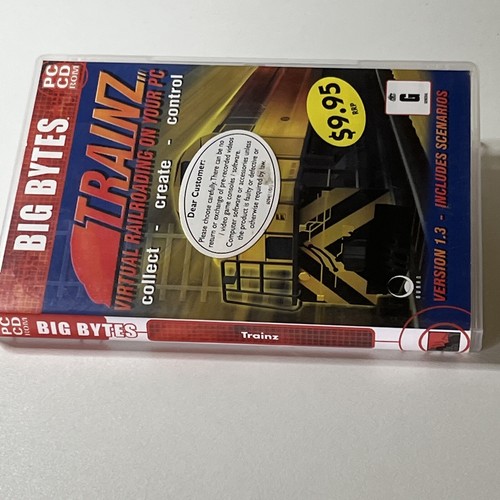 PC
CD
ROM
BIG BYTES
TRAINZ
VIRTUAL RAILROADING ON YOUR PC
collect - create - control
$9.95
RRP
G
Dear Customer:
Please choose carefully. There can be no
return or exchange of pre-recorded videos
/ video game consoles / software.
Computer software or accessories unless
the product is faulty or defective or
otherwise required by law.
VERSION 1.3 - INCLUDES SCENARIOS
AURAN
PC
CD
ROM
BIG BYTES
Trainz